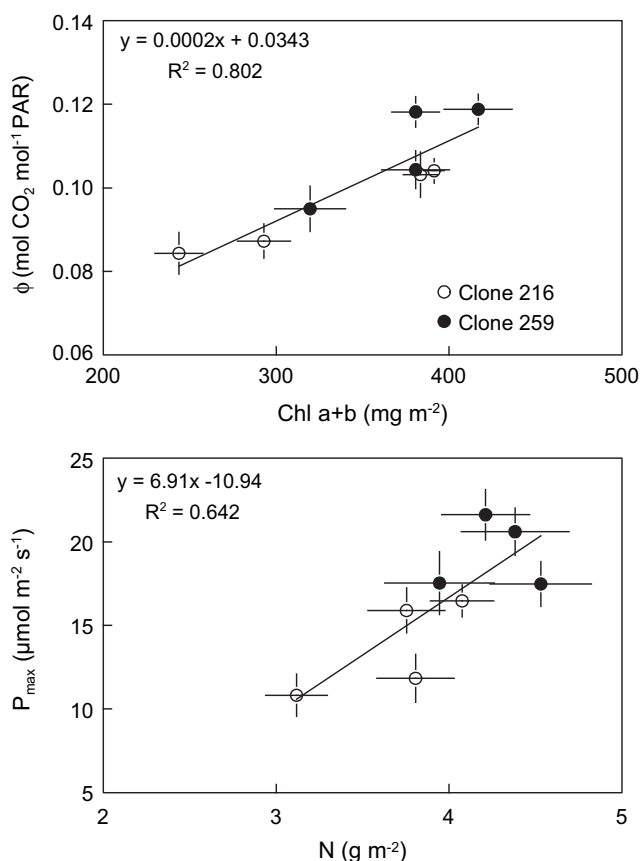 y = 0.0002x + 0.0343
R² = 0.802
0.14
0.12
0.10
0.08
0.06
ϕ (mol CO₂ mol⁻¹ PAR)
Clone 216
Clone 259
200 300 400 500
Chl a+b (mg m⁻²)
y = 6.91x -10.94
R² = 0.642
25
20
15
10
5
Pmax (µmol m⁻² s⁻¹)
2 3 4 5
N (g m⁻²)